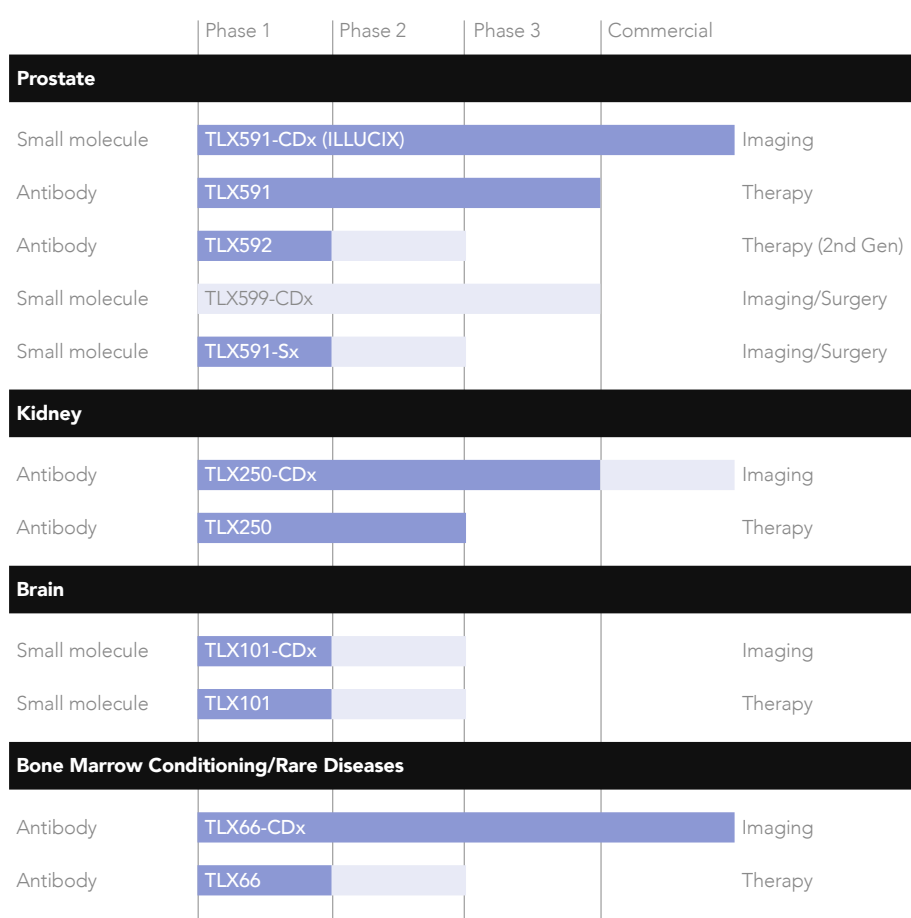 Phase 1 Phase 2 Phase 3 Commercial
Prostate
Small molecule TLX591-CDx (ILLUCIX) Imaging
Antibody TLX591 Therapy
Antibody TLX592 Therapy (2nd Gen)
Small molecule TLX599-CDx Imaging/Surgery
Small molecule TLX591-Sx Imaging/Surgery
Kidney
Antibody TLX250-CDx Imaging
Antibody TLX250 Therapy
Brain
Small molecule TLX101-CDx Imaging
Small molecule TLX101 Therapy
Bone Marrow Conditioning/Rare Diseases
Antibody TLX66-CDx Imaging
Antibody TLX66 Therapy